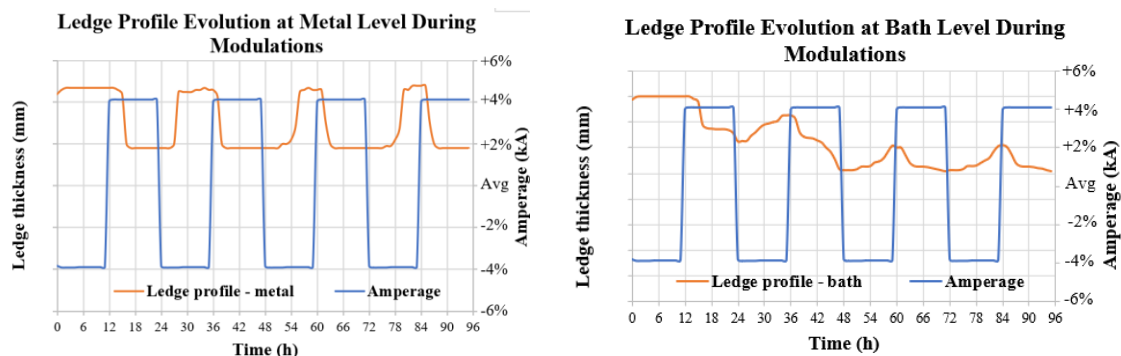 Ledge Profile Evolution at Metal Level During
Modulations
Ledge thickness (mm)
+6%
+4%
+2%
Avg
-2%
-4%
-6%
Amperage (kA)
Ledge profile - metal
Amperage
0 6 12 18 24 30 36 42 48 54 60 66 72 78 84 90 96
Time (h)
Ledge Profile Evolution at Bath Level During
Modulations
Ledge thickness (mm)
+6%
+4%
+2%
Avg
-2%
-4%
-6%
Amperage (kA)
Ledge profile - bath
Amperage
0 6 12 18 24 30 36 42 48 54 60 66 72 78 84 90 96
Time (h)